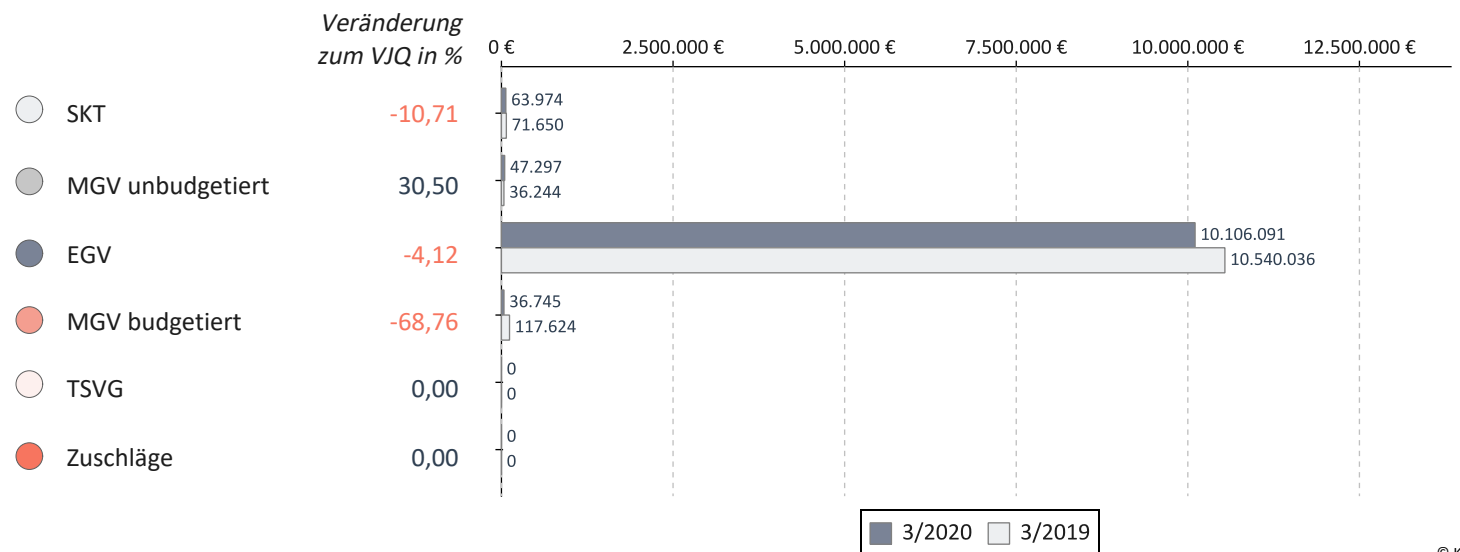 Veränderung
zum VJQ in %
0 € 2.500.000 € 5.000.000 € 7.500.000 € 10.000.000 € 12.500.000 €
SKT -10,71 63.974
71.650
MGV unbudgetiert 30,50 47.297
36.244
EGV -4,12 10.106.091
10.540.036
MGV budgetiert -68,76 36.745
117.624
TSVG 0,00 0
0
Zuschläge 0,00 0
0
3/2020 3/2019
©